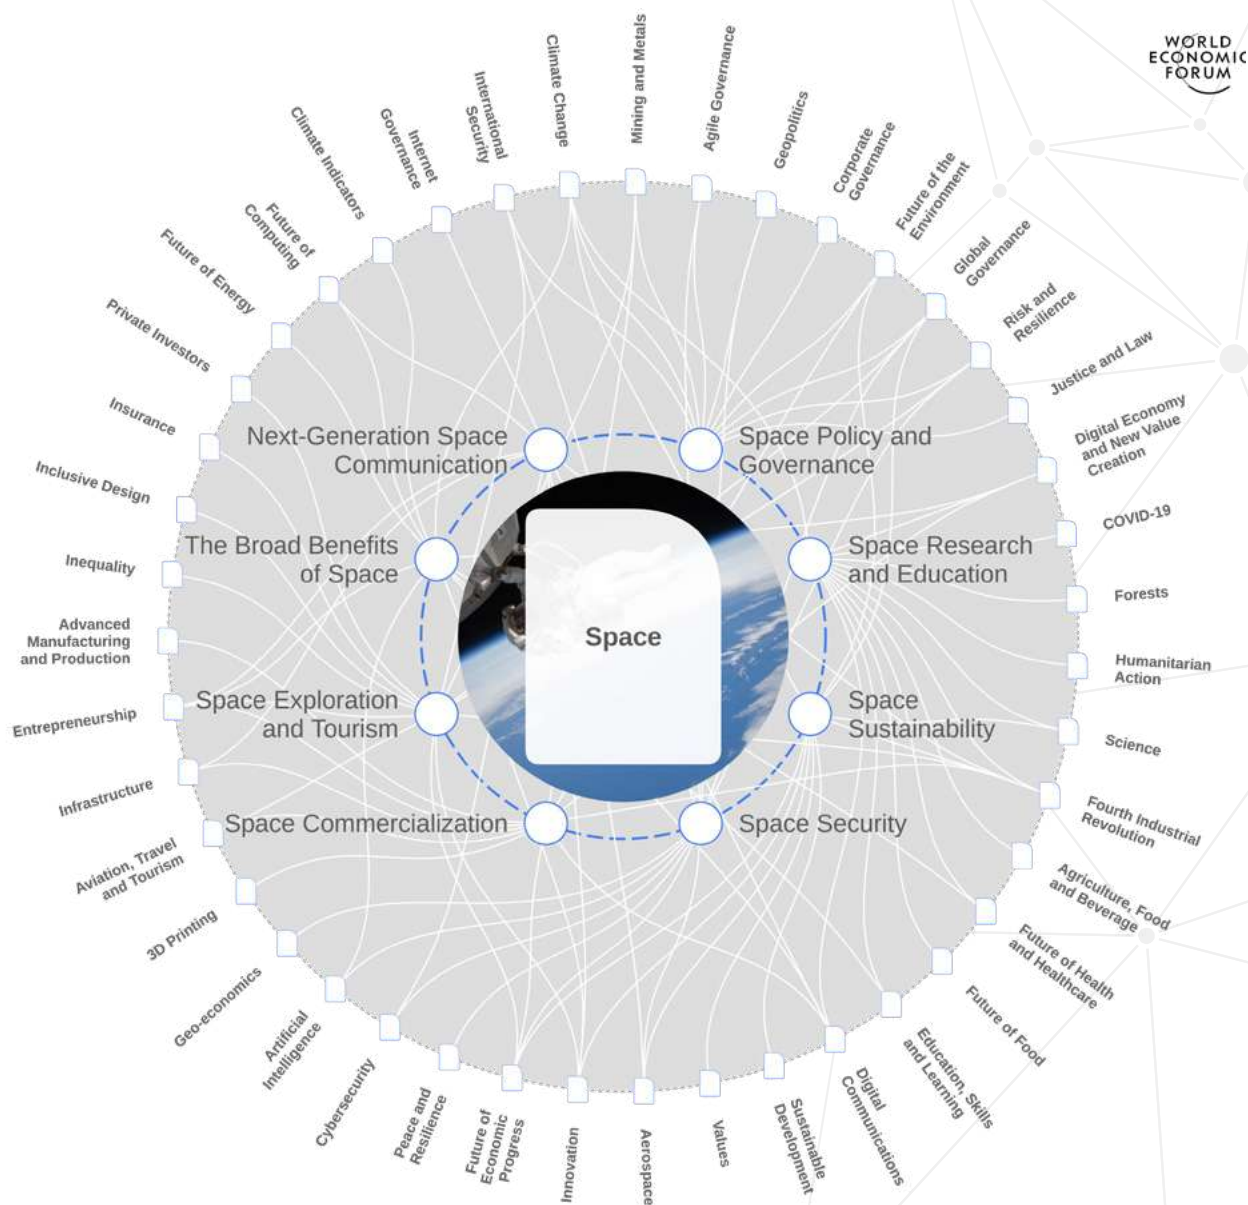 WORLD
ECONOMIC
FORUM
Mining and Metals
Agile Governance
Geopolitics
Corporate
Governance
Future of the
Environment
Global
Governance
Risk and
Resilience
Justice and Law
Digital Economy
and New Value
Creation
COVID-19
Forests
Humanitarian
Action
Science
Fourth Industrial
Revolution
Agriculture, Food
and Beverage
Future of Health
and Healthcare
Future of Food
Education, Skills
and Learning
Digital
Communications
Sustainable
Development
Values
Aerospace
Innovation
Future of
Economic
Progress
Peace and
Resilience
Cybersecurity
Artificial
Intelligence
Geo-economics
3D Printing
Aviation, Travel
and Tourism
Infrastructure
Entrepreneurship
Advanced
Manufacturing
and Production
Inequality
Inclusive Design
Insurance
Private Investors
Future of Energy
Future of
Computing
Climate Indicators
Internet
Governance
International
Security
Climate Change
Space Policy and
Governance
Space Research
and Education
Space
Sustainability
Space Security
Space Commercialization
Space Exploration
and Tourism
The Broad Benefits
of Space
Next-Generation Space
Communication
Space